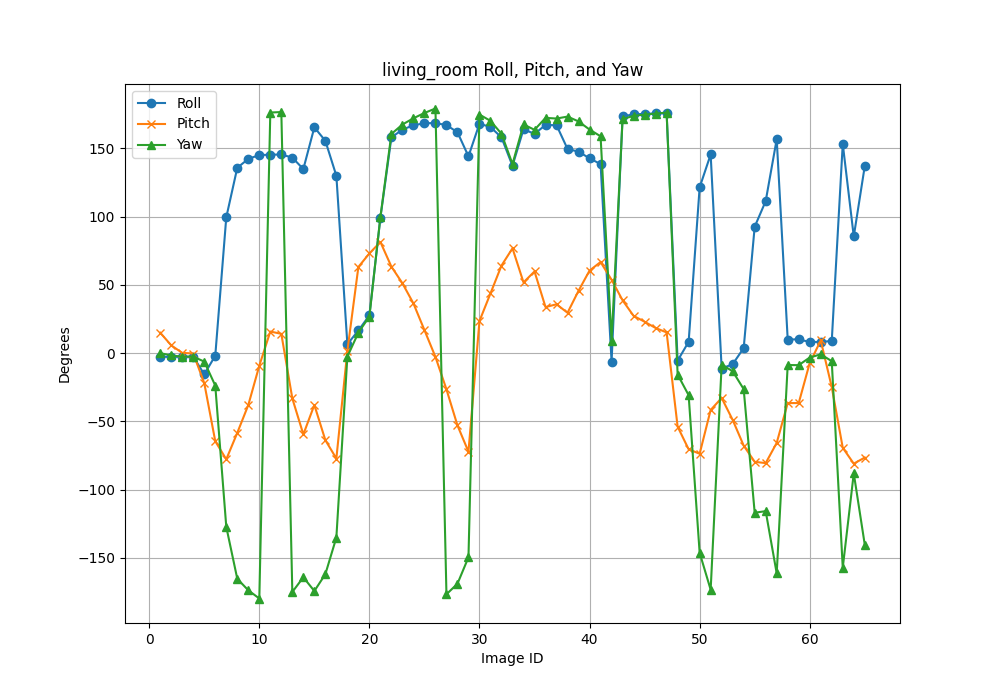 living_room Roll, Pitch, and Yaw
Roll
Pitch
Yaw
150
100
50
0
−50
−100
−150
Degrees
0 10 20 30 40 50 60
Image ID